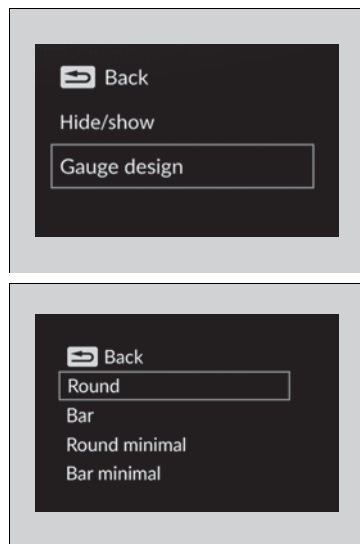 Back
Hide/show
Gauge design
Back
Round
Bar
Round minimal
Bar minimal